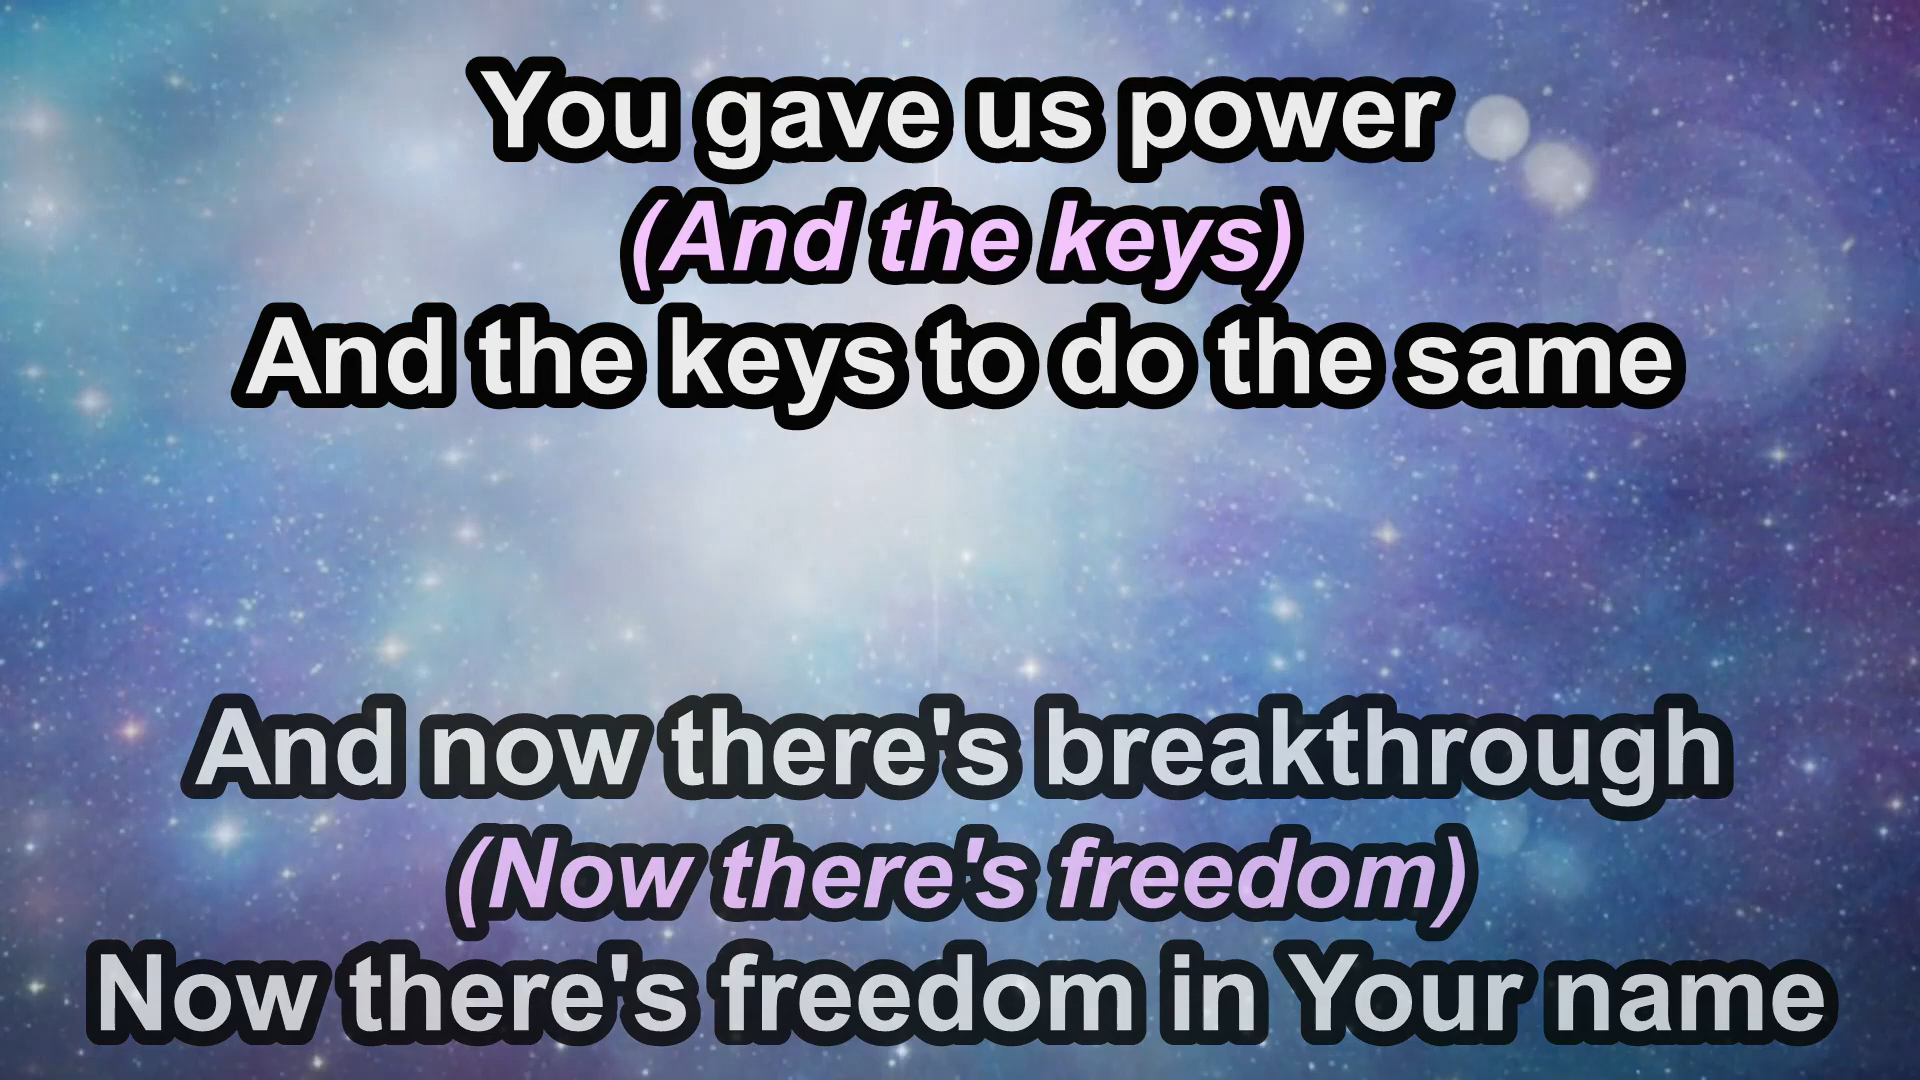 You gave us power
(And the keys)
And the keys to do the same
And now there's breakthrough
(Now there's freedom)
Now there's freedom in Your name